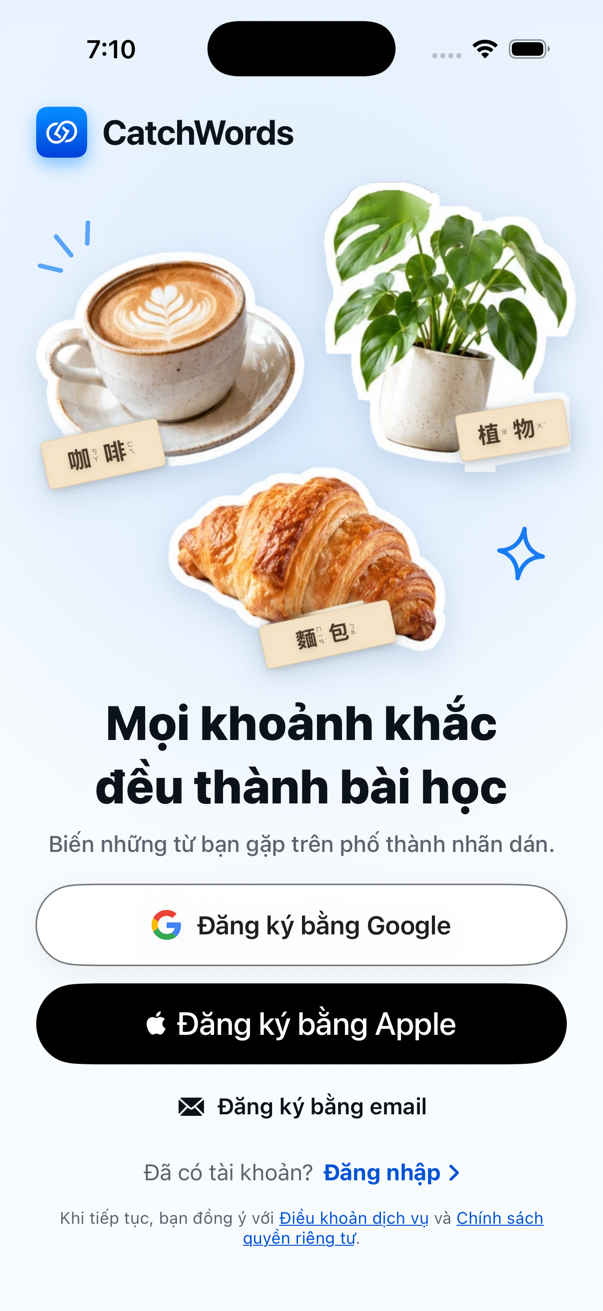 7:10
CatchWords
咖啡
植物
麵包
Mọi khoảnh khắc
đều thành bài học
Biến những từ bạn gặp trên phố thành nhãn dán.
Đăng ký bằng Google
Đăng ký bằng Apple
Đăng ký bằng email
Đã có tài khoản? Đăng nhập
Khi tiếp tục, bạn đồng ý với Điều khoản dịch vụ và Chính sách
quyền riêng tư.